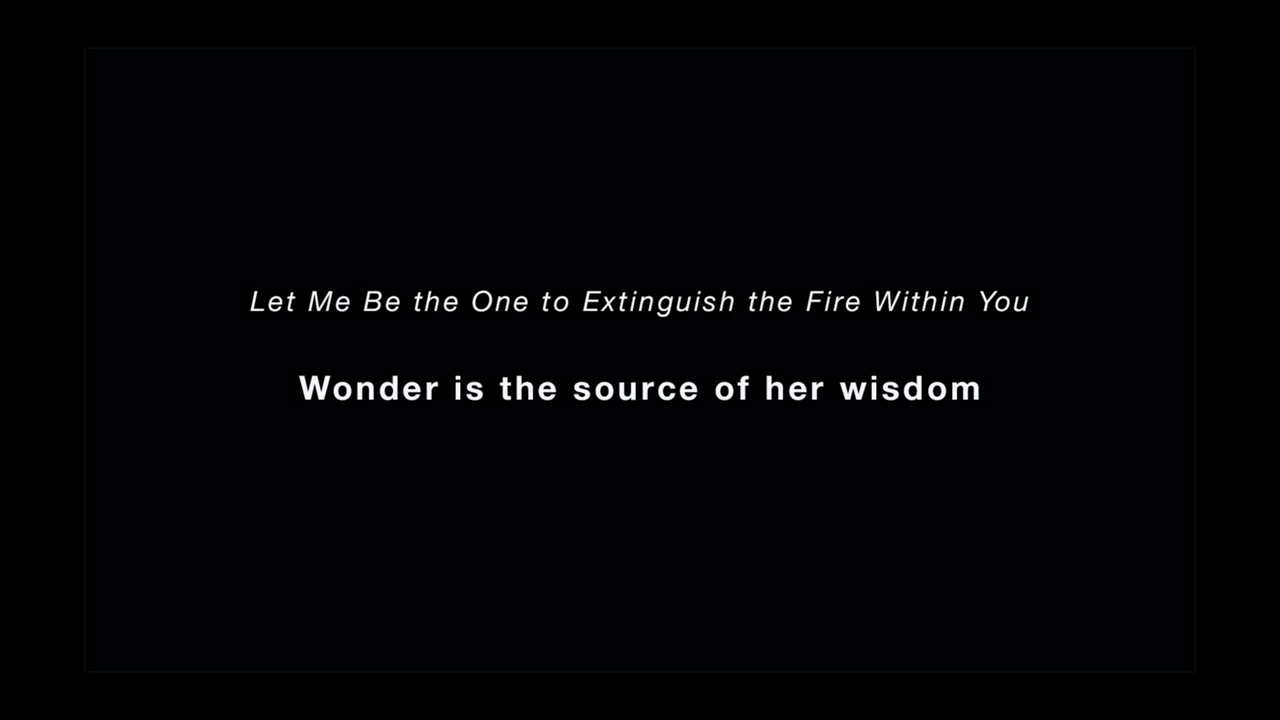 Let Me Be the One to Extinguish the Fire Within You
Wonder is the source of her wisdom